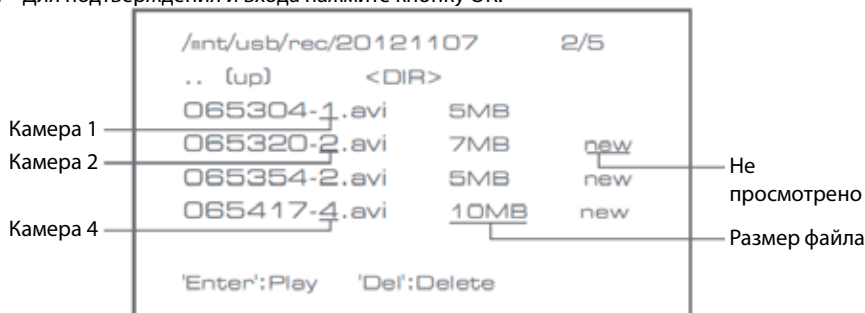 Для подтверждения и входа нажмите кнопку OK.
/mnt/usb/rec/20121107 2/5
.. (up) <DIR>
065304-1.avi 5MB
Камера 1
065320-2.avi 7MB new
Камера 2
Не
просмотрено
065354-2.avi 5MB new
065417-4.avi 10MB new
Камера 4
Размер файла
'Enter':Play 'Del':Delete